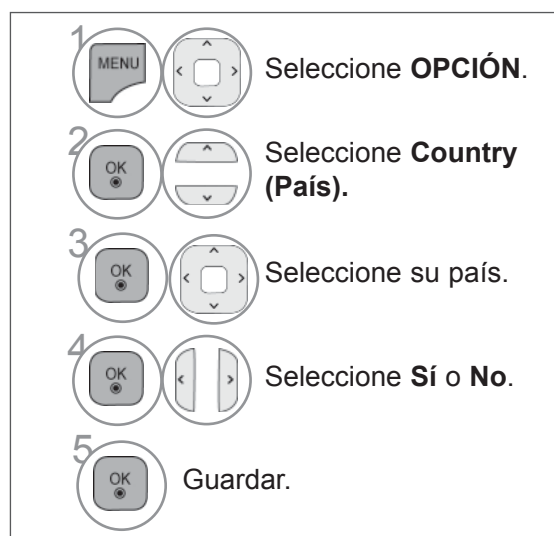 1
MENU
Seleccione OPCIÓN.
2
OK
Seleccione Country
(País).
3
OK
Seleccione su país.
4
OK
Seleccione Sí o No.
5
OK
Guardar.